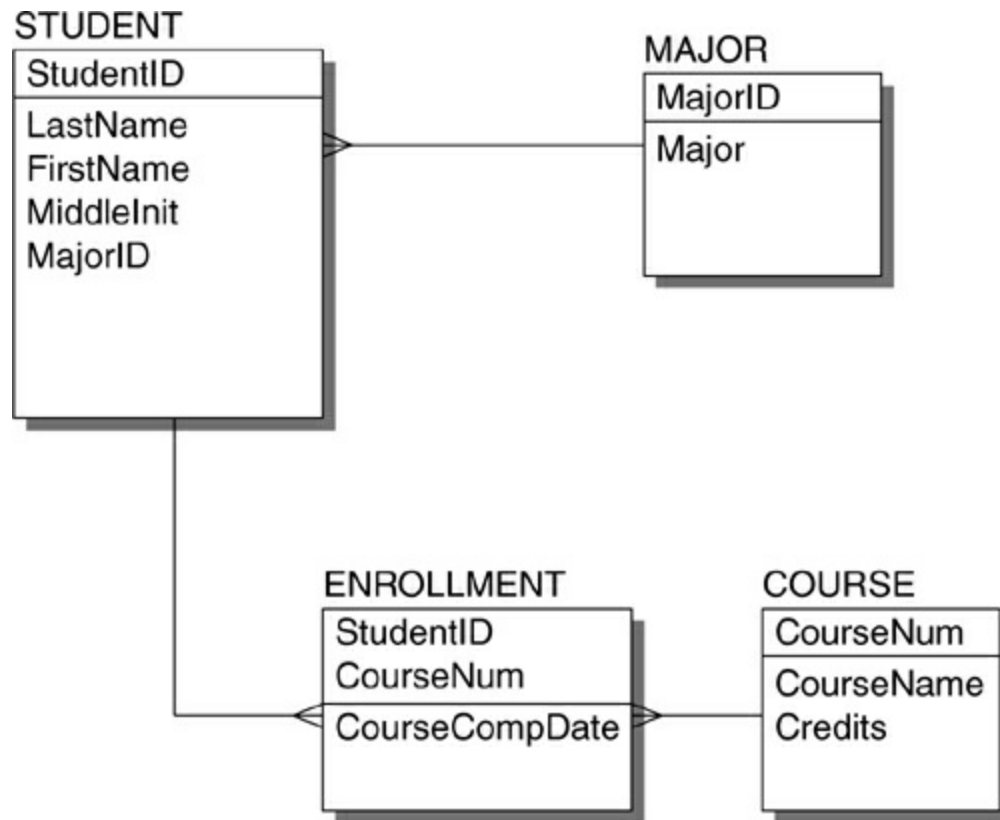 STUDENT
StudentID
LastName
FirstName
MiddleInit
MajorID
MAJOR
MajorID
Major
ENROLLMENT
StudentID
CourseNum
CourseCompDate
COURSE
CourseNum
CourseName
Credits